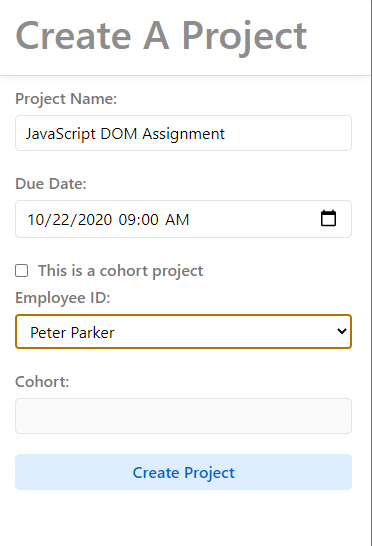 Create A Project
Project Name:
JavaScript DOM Assignment
Due Date:
10/22/2020 09:00 AM
This is a cohort project
Employee ID:
Peter Parker
Cohort:
Create Project